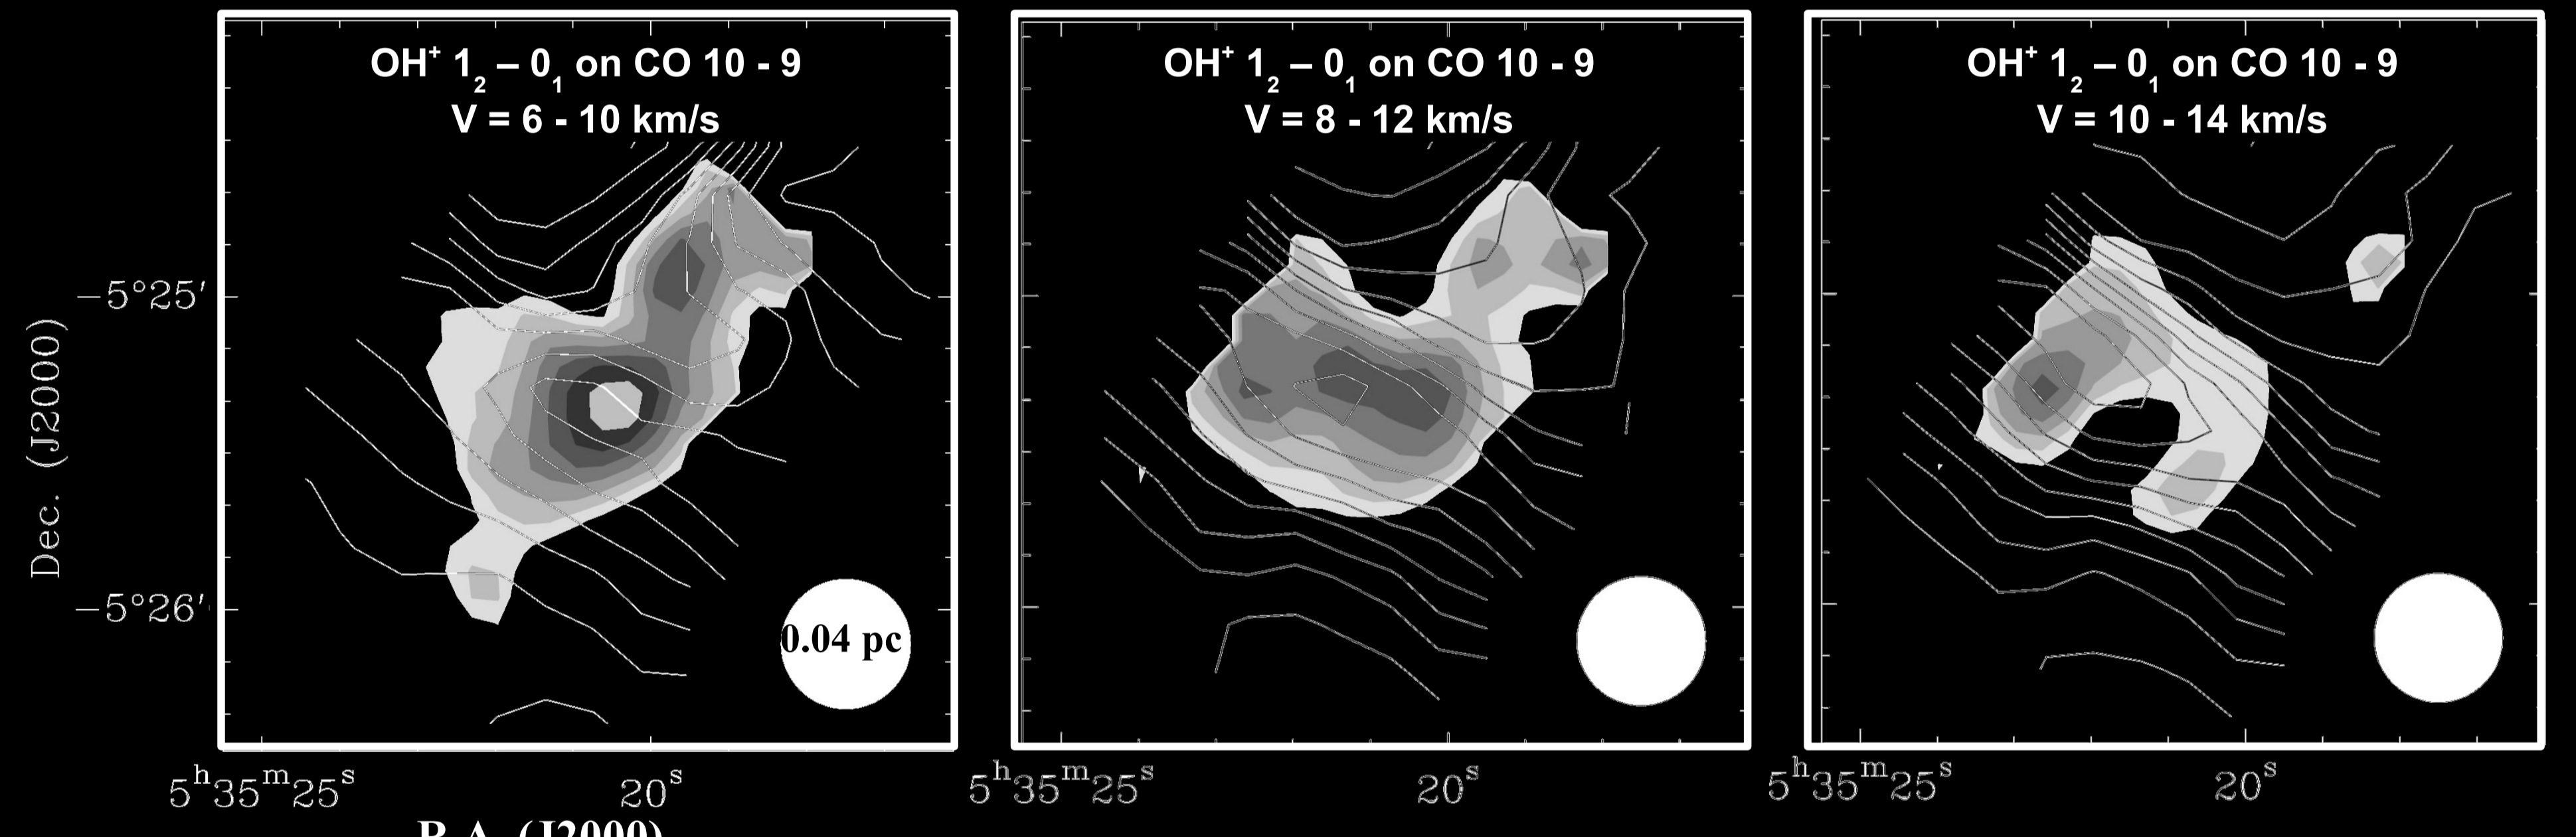 OH⁺ 1₂ – 0₁ on CO 10 - 9
V = 6 - 10 km/s
OH⁺ 1₂ – 0₁ on CO 10 - 9
V = 8 - 12 km/s
OH⁺ 1₂ – 0₁ on CO 10 - 9
V = 10 - 14 km/s
Dec. (J2000)
−5°25′
−5°26′
0.04 pc
5ʰ35ᵐ25ˢ 20ˢ
5ʰ35ᵐ25ˢ 20ˢ
5ʰ35ᵐ25ˢ 20ˢ
R.A. (J2000)